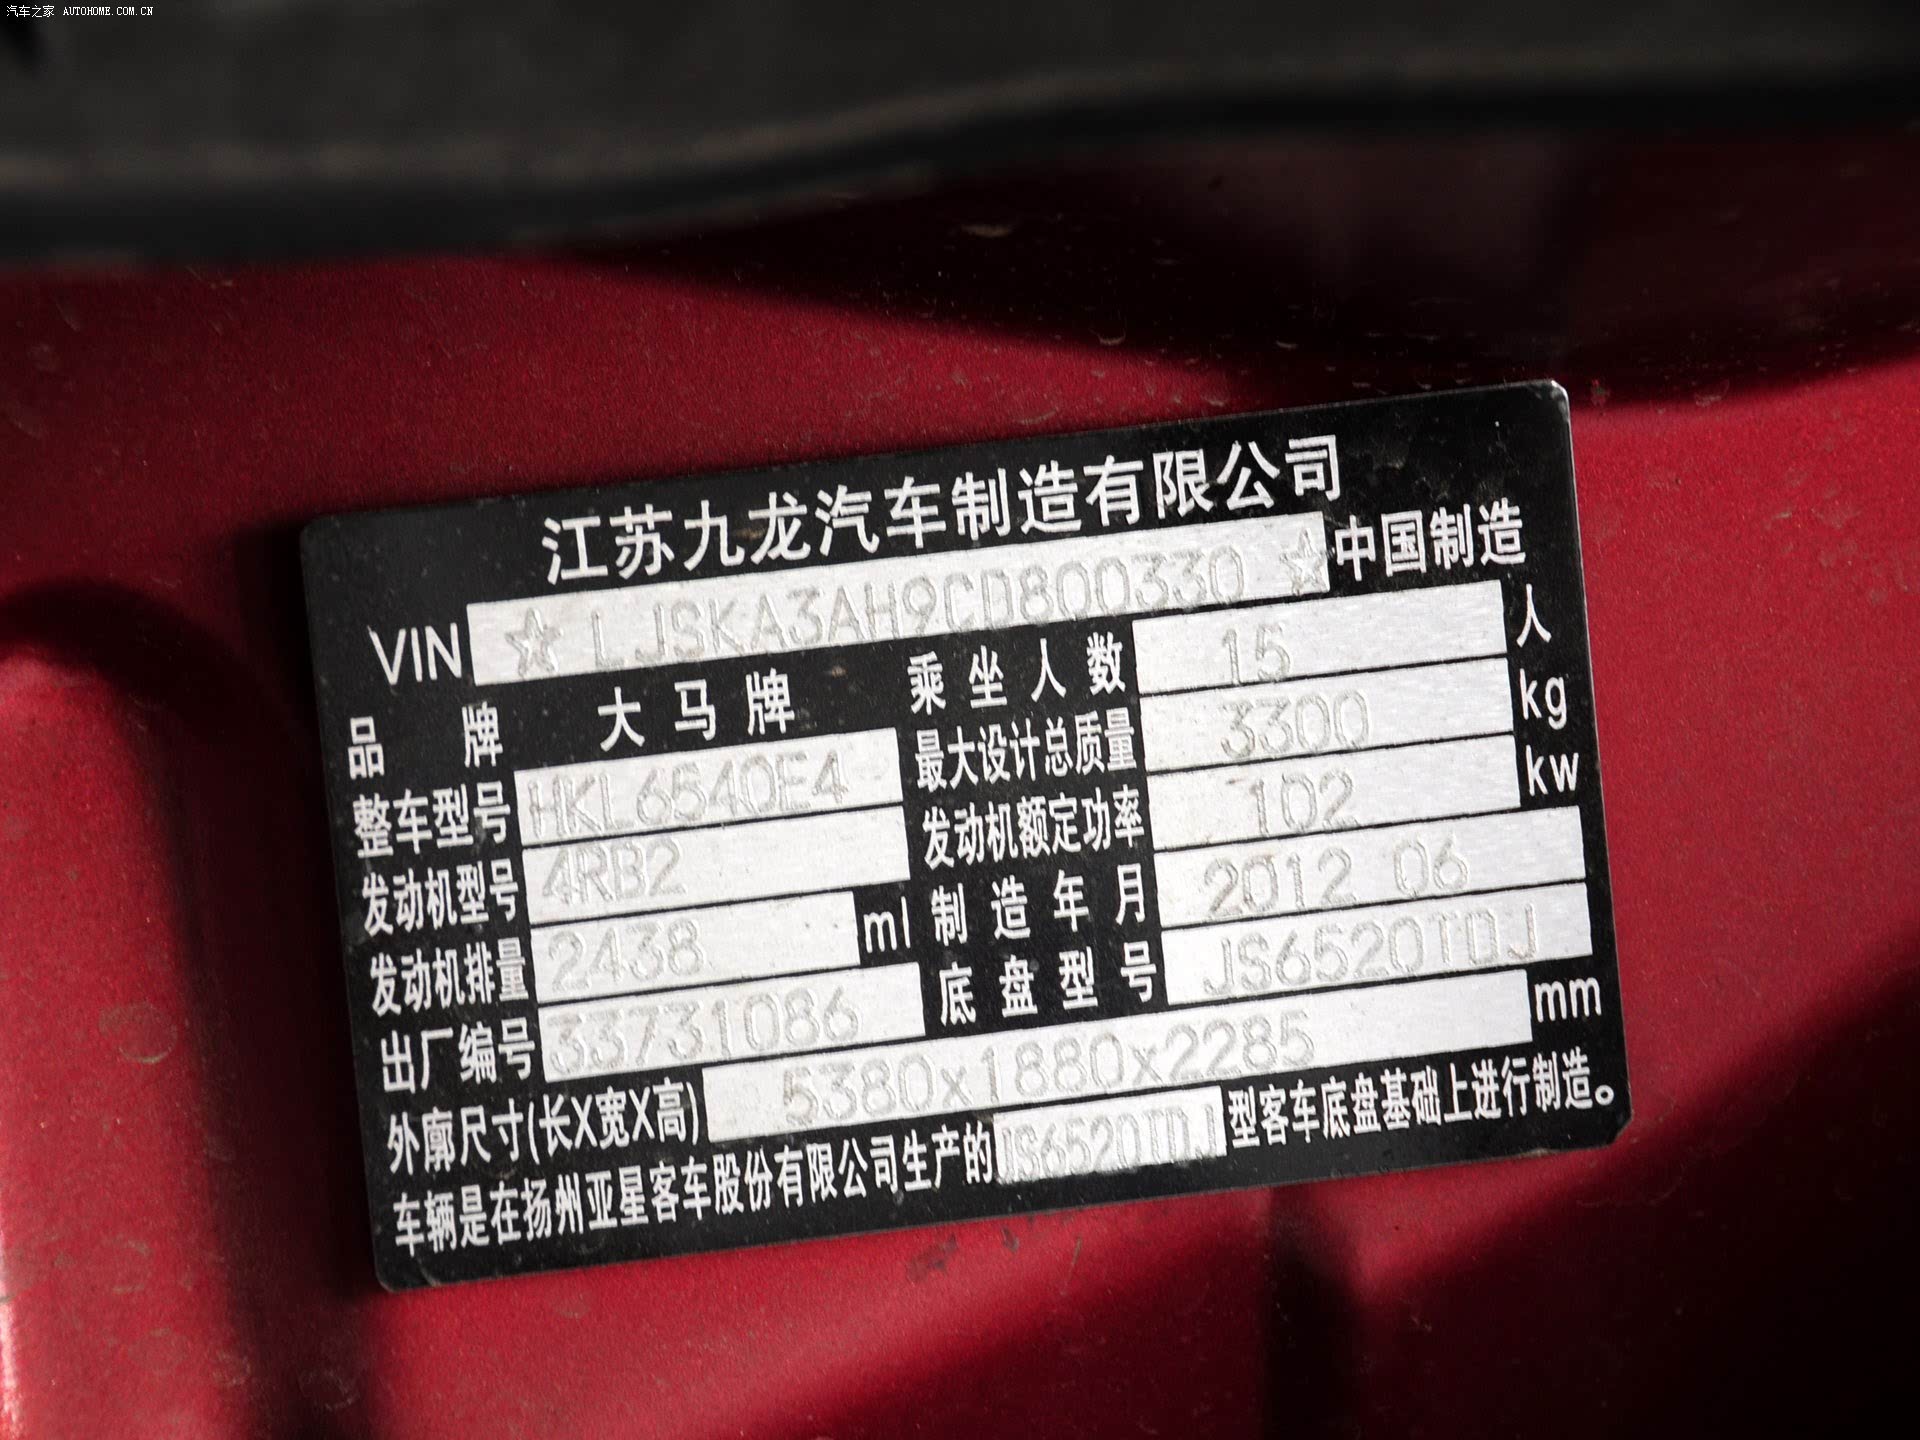 汽车之家 AUTOHOME.COM.CN
江苏九龙汽车制造有限公司
VIN ☆ LJSKA3AH9CD800330 ☆ 中国制造
品牌 大马牌 乘坐人数 15 人
整车型号 HKL6540E4 最大设计总质量 3300 kg
发动机型号 4RB2 发动机额定功率 102 kw
发动机排量 2438 ml 制造年月 2012 06
出厂编号 33731086 底盘型号 JS6520TDJ
外廓尺寸(长X宽X高) 5380x1880x2285 mm
车辆是在扬州亚星客车股份有限公司生产的 JS6520TDJ 型客车底盘基础上进行制造。